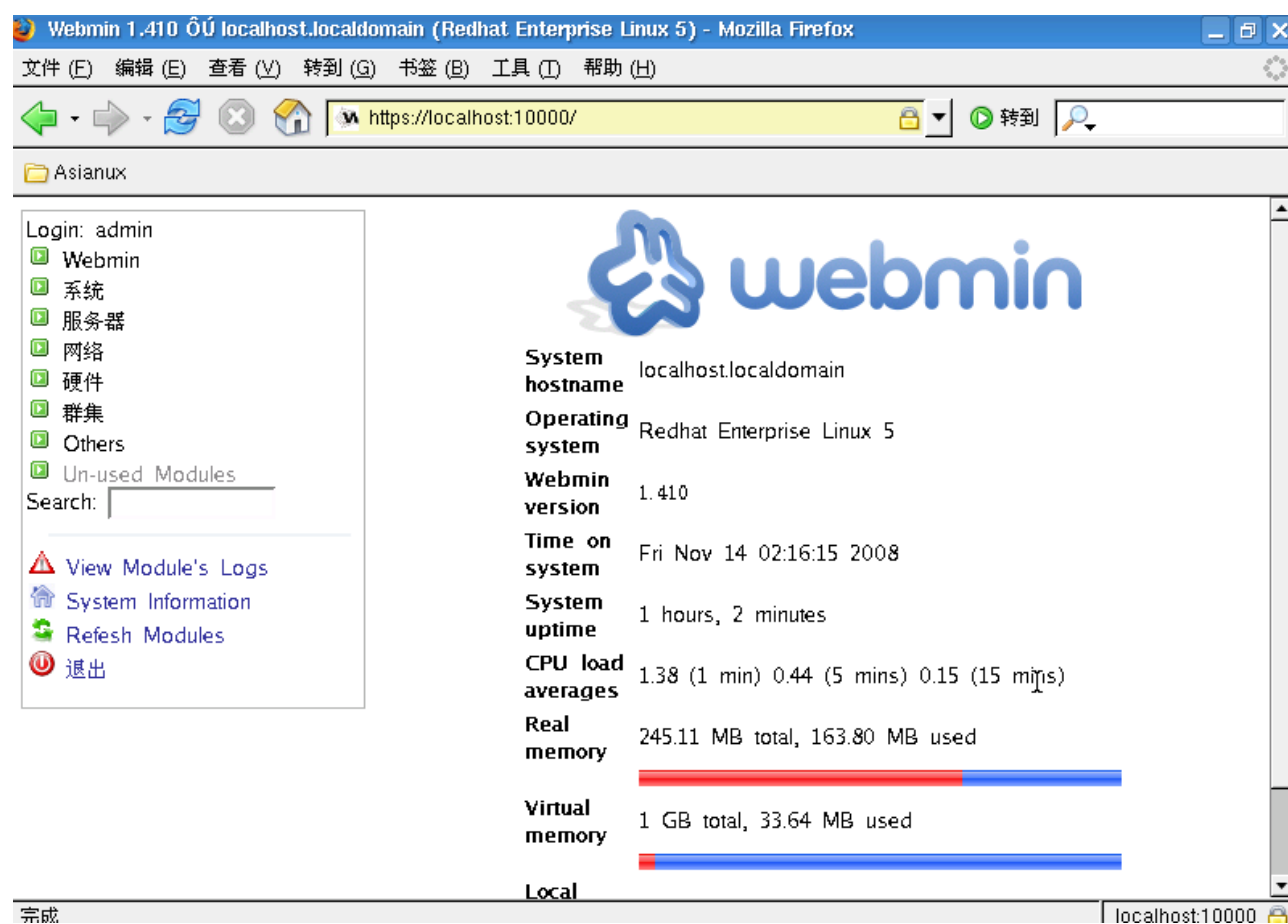 Webmin 1.410 ÔÚ localhost.localdomain (Redhat Enterprise Linux 5) - Mozilla Firefox
文件 (F) 编辑 (E) 查看 (V) 转到 (G) 书签 (B) 工具 (T) 帮助 (H)
https://localhost:10000/ 转到
Asianux
Login: admin
Webmin
系统
服务器
网络
硬件
群集
Others
Un-used Modules
Search:
View Module's Logs
System Information
Refesh Modules
退出
webmin
System hostname localhost.localdomain
Operating system Redhat Enterprise Linux 5
Webmin version 1.410
Time on system Fri Nov 14 02:16:15 2008
System uptime 1 hours, 2 minutes
CPU load averages 1.38 (1 min) 0.44 (5 mins) 0.15 (15 mins)
Real memory 245.11 MB total, 163.80 MB used
Virtual memory 1 GB total, 33.64 MB used
Local
完成 localhost:10000